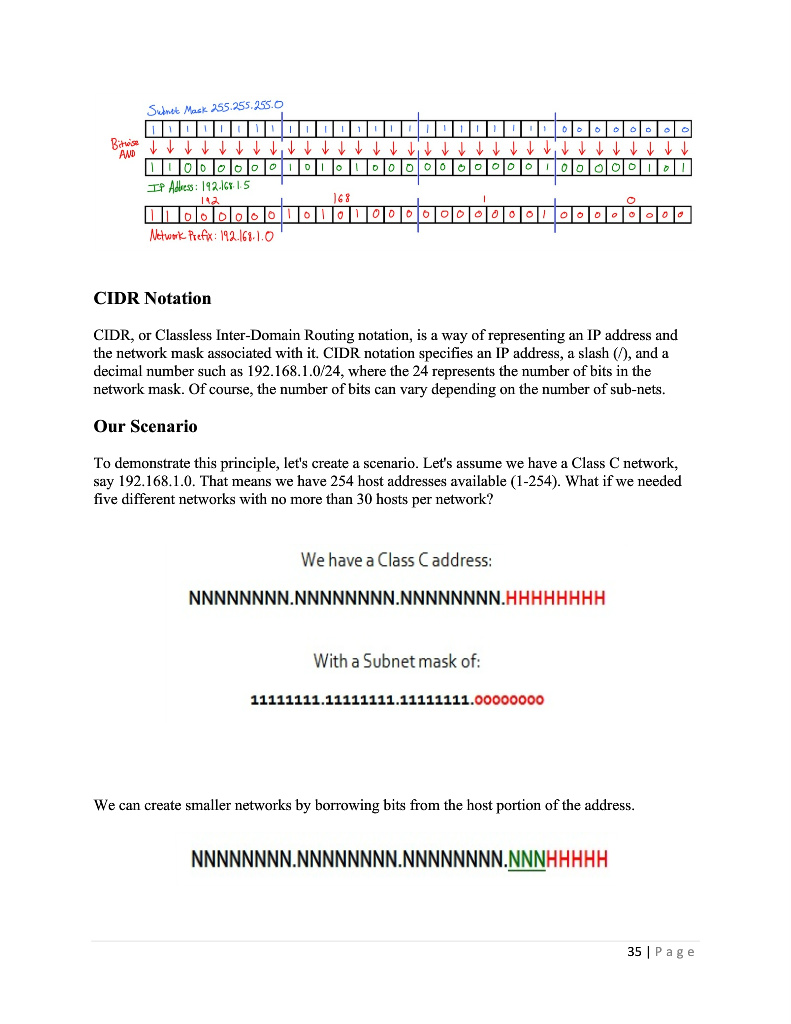 Subnet Mask 255.255.255.0
1 1 1 1 1 1 1 1 1 1 1 1 1 1 1 1 1 1 1 1 1 1 1 1 0 0 0 0 0 0 0 0
Bitwise
AND
1 1 0 0 0 0 0 0 1 0 1 0 1 0 0 0 0 0 0 0 0 0 0 1 0 0 0 0 0 1 0 1
IP Address: 192.168.1.5
192 168 1 0
1 1 0 0 0 0 0 0 1 0 1 0 1 0 0 0 0 0 0 0 0 0 0 1 0 0 0 0 0 0 0 0
Network Prefix: 192.168.1.0
CIDR Notation
CIDR, or Classless Inter-Domain Routing notation, is a way of representing an IP address and
the network mask associated with it. CIDR notation specifies an IP address, a slash (/), and a
decimal number such as 192.168.1.0/24, where the 24 represents the number of bits in the
network mask. Of course, the number of bits can vary depending on the number of sub-nets.
Our Scenario
To demonstrate this principle, let's create a scenario. Let's assume we have a Class C network,
say 192.168.1.0. That means we have 254 host addresses available (1-254). What if we needed
five different networks with no more than 30 hosts per network?
We have a Class C address:
NNNNNNNN.NNNNNNNN.NNNNNNNN.HHHHHHHH
With a Subnet mask of:
11111111.11111111.11111111.00000000
We can create smaller networks by borrowing bits from the host portion of the address.
NNNNNNNN.NNNNNNNN.NNNNNNNN.NNNHHHHH
35 | Page